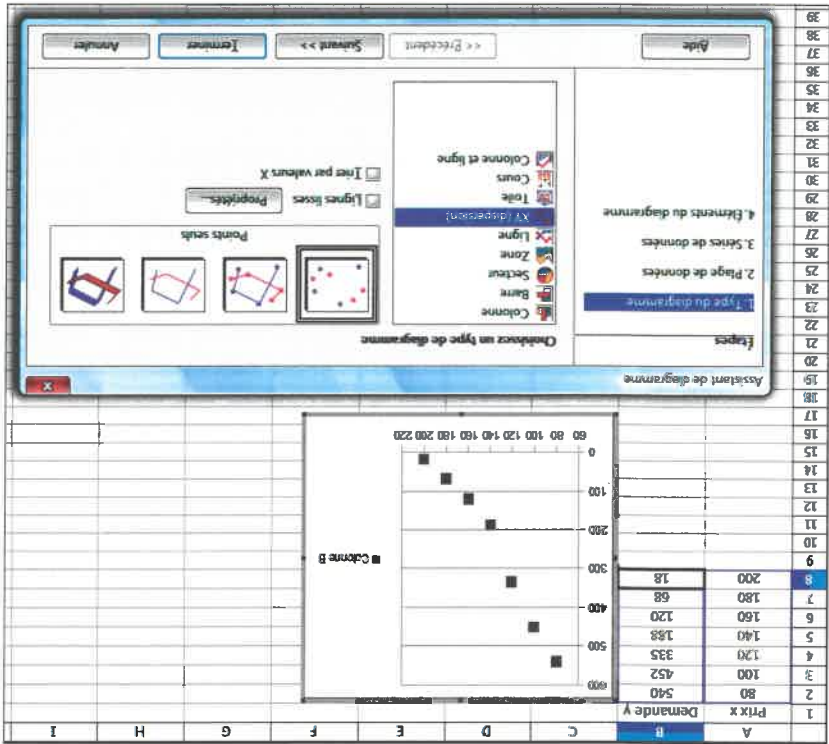 A B C D E F G H I
1 Prix x Demande y
2 80 540
3 100 452
4 120 335
5 140 188
6 160 120
7 180 68
8 200 18
9
10
11
12
13
14
15
16
17
18
19
20
21
22
23
24
25
26
27
28
29
30
31
32
33
34
35
36
37
38
39
600
500
400
300
200
100
0
60 80 100 120 140 160 180 200 220
Colonne B
Assistant de diagramme
X
Étapes
1. Type du diagramme
2. Plage de données
3. Séries de données
4. Éléments du diagramme
Choisissez un type de diagramme
Colonne
Barre
Secteur
Zone
Ligne
XY (dispersion)
Toile
Cours
Colonne et ligne
Points seuls
Lignes lisses
Propriétés...
Trier par valeurs X
Aide
<< Précédent
Suivant >>
Terminer
Annuler